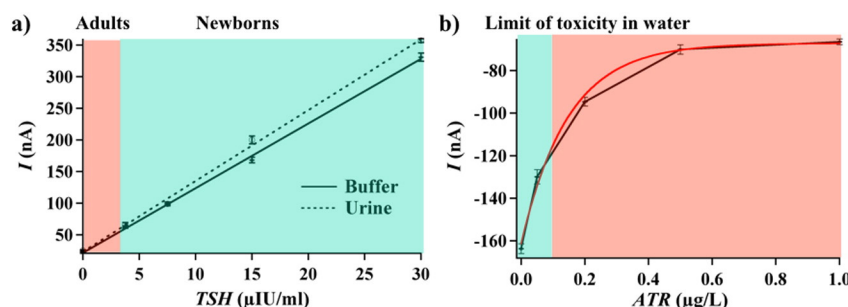 a)
Adults
Newborns
I (nA)
350
300
250
200
150
100
50
Buffer
Urine
0
5
10
15
20
25
30
TSH (µIU/ml)
b)
Limit of toxicity in water
I (nA)
-80
-100
-120
-140
-160
0.0
0.2
0.4
0.6
0.8
1.0
ATR (µg/L)